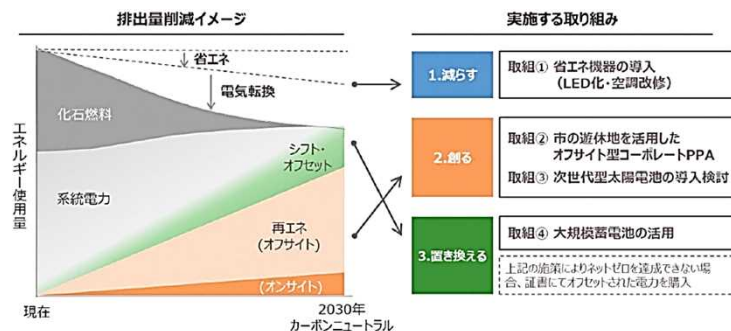 排出量削減イメージ
実施する取り組み
省エネ
電気転換
化石燃料
系統電力
シフト・
オフセット
再エネ
(オフサイト)
(オンサイト)
エネルギー使用量
現在
2030年
カーボンニュートラル
1.減らす
取組① 省エネ機器の導入
(LED化・空調改修)
2.創る
取組② 市の遊休地を活用した
オフサイト型コーポレートPPA
取組③ 次世代型太陽電池の導入検討
3.置き換える
取組④ 大規模蓄電池の活用
上記の施策によりネットゼロを達成できない場
合、証書にてオフセットされた電力を購入